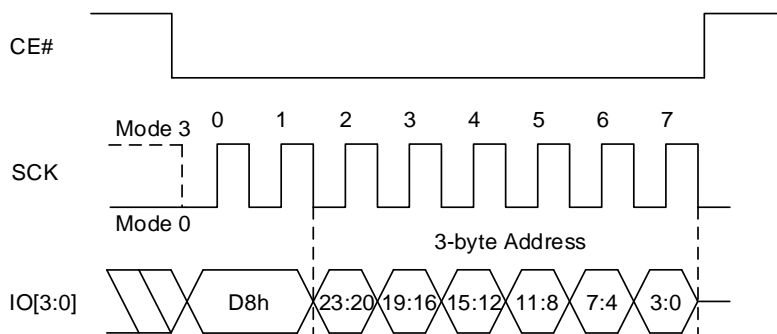 CE#
Mode 3 0 1 2 3 4 5 6 7
SCK
Mode 0
3-byte Address
IO[3:0] D8h 23:20 19:16 15:12 11:8 7:4 3:0